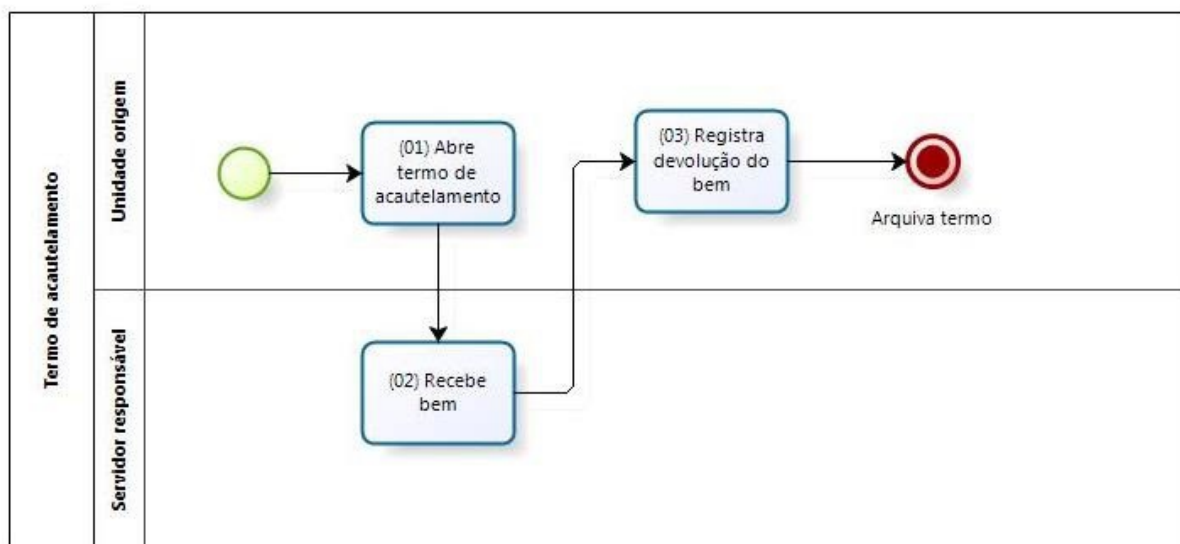 Termo de acautelamento
Unidade origem
(01) Abre
termo de
acautelamento
(03) Registra
devolução do
bem
Arquiva termo
Servidor responsável
(02) Recebe
bem